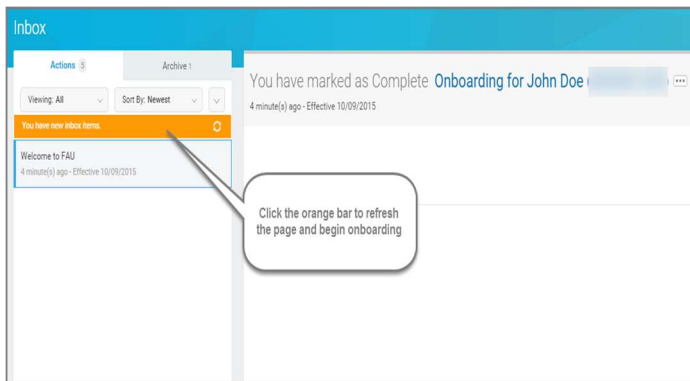 Inbox
Actions 5
Archive 1
Viewing: All
Sort By: Newest
You have new inbox items.
Welcome to FAU
4 minute(s) ago - Effective 10/09/2015
You have marked as Complete Onboarding for John Doe
4 minute(s) ago - Effective 10/09/2015
Click the orange bar to refresh
the page and begin onboarding